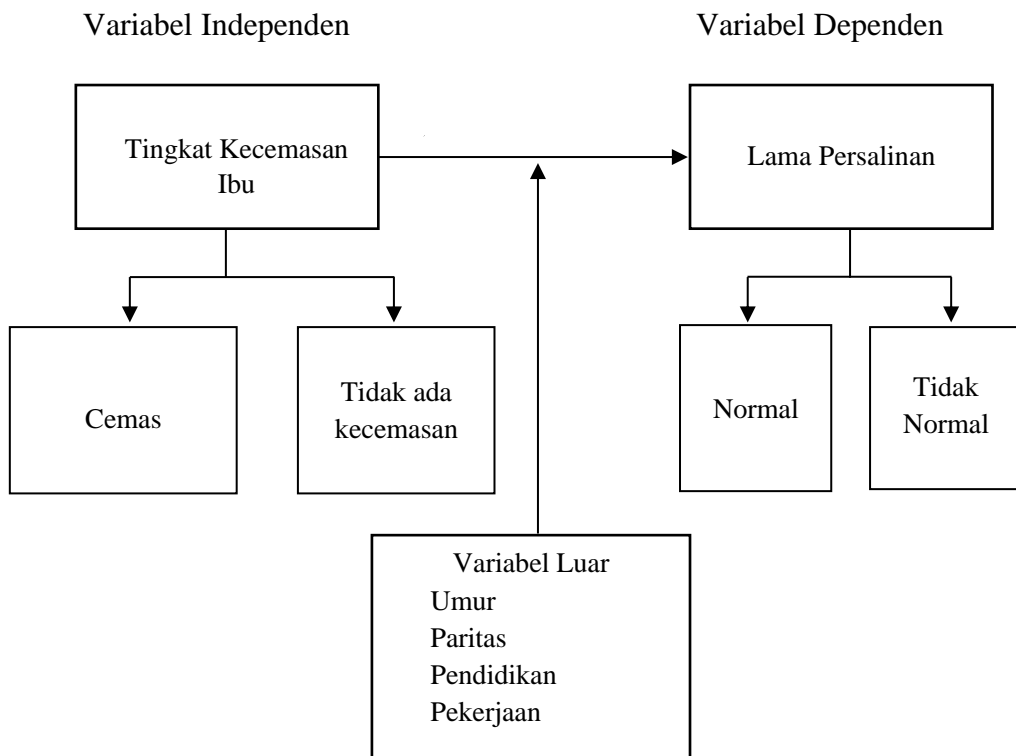 Variabel Independen
Variabel Dependen
Tingkat Kecemasan
Ibu
Lama Persalinan
Cemas
Tidak ada
kecemasan
Normal
Tidak
Normal
Variabel Luar
Umur
Paritas
Pendidikan
Pekerjaan